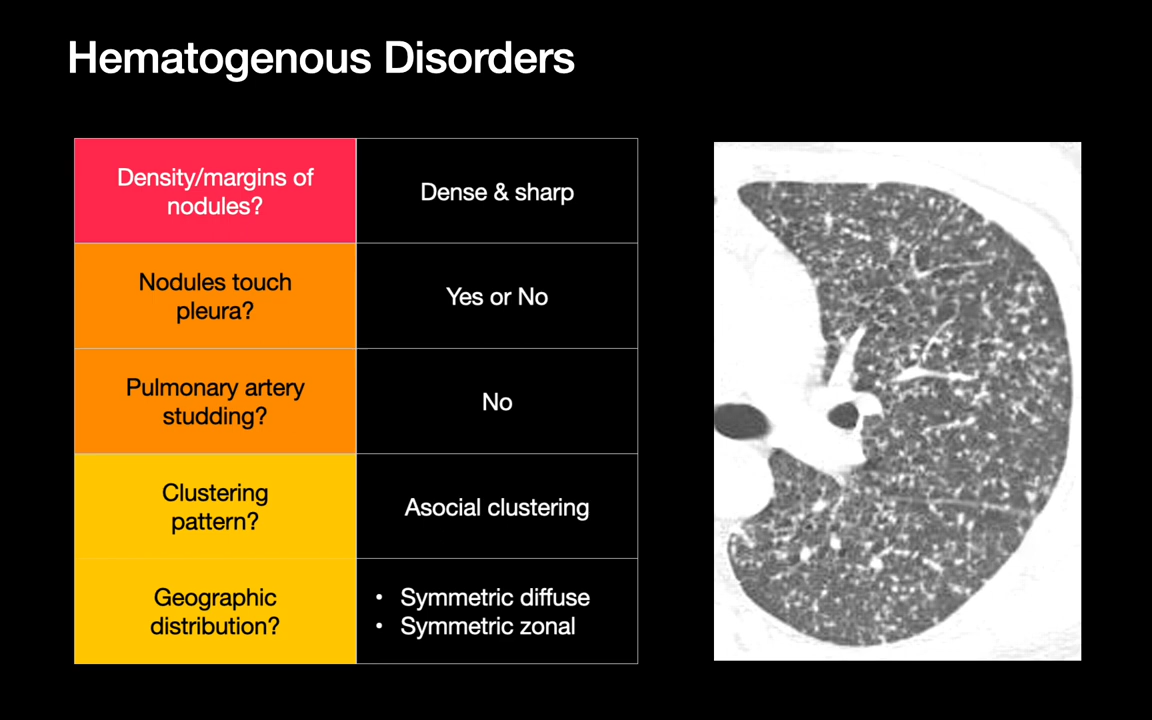 Hematogenous Disorders
Density/margins of
nodules?
Dense & sharp
Nodules touch
pleura?
Yes or No
Pulmonary artery
studding?
No
Clustering
pattern?
Asocial clustering
Geographic
distribution?
• Symmetric diffuse
• Symmetric zonal